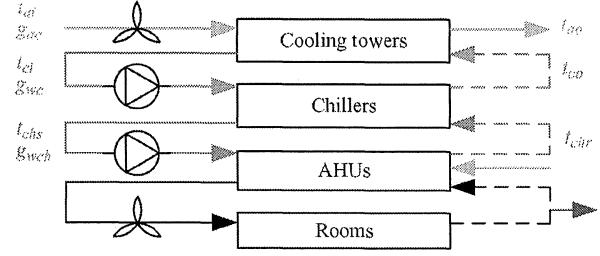 t_ai
g_ac
Cooling towers
t_ao
t_ci
g_wc
t_co
Chillers
t_chs
g_wch
t_chr
AHUs
Rooms